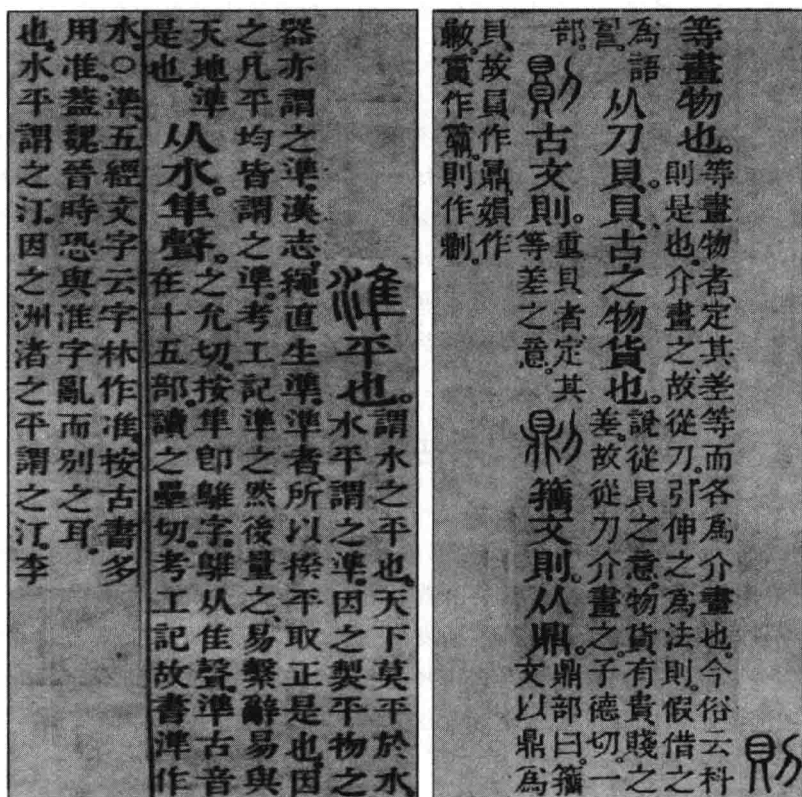 則
等畫物也。
等畫物者、定其差等而各爲介畫也。今俗云科
則是也。介畫之、故從刀。引伸之爲法則。假借之
爲語
䛐。
从刀貝。貝、古之物貨也。
說從貝之意。物貨有貴賤之
差。故從刀介畫之。子德切。一
部。
古文則。
重貝者、定其
等差之意。
籒文則。从鼎。
鼎部曰。籒
文以鼎爲
貝。故員作
作則作
準
平也。
謂水之平也。天下莫平於水。
水平謂之準。因之製平物之
器亦謂之準。漢志。繩直生準。準者、所以揆平取正是也。因
之凡平均皆謂之準。考工記準之然後量之、易繫辭易與
天地準
是也。
从水。隼聲。
之允切。按隼卽鵻字。鵻从隹聲。準古音
在十五部。讀之壘切。考工記故書準作
水。○準、五經文字云字林作准。按古書多
用准。蓋魏晉時恐與淮字亂而別之耳。
也。水平謂之汀。因之洲渚之平謂之汀。李